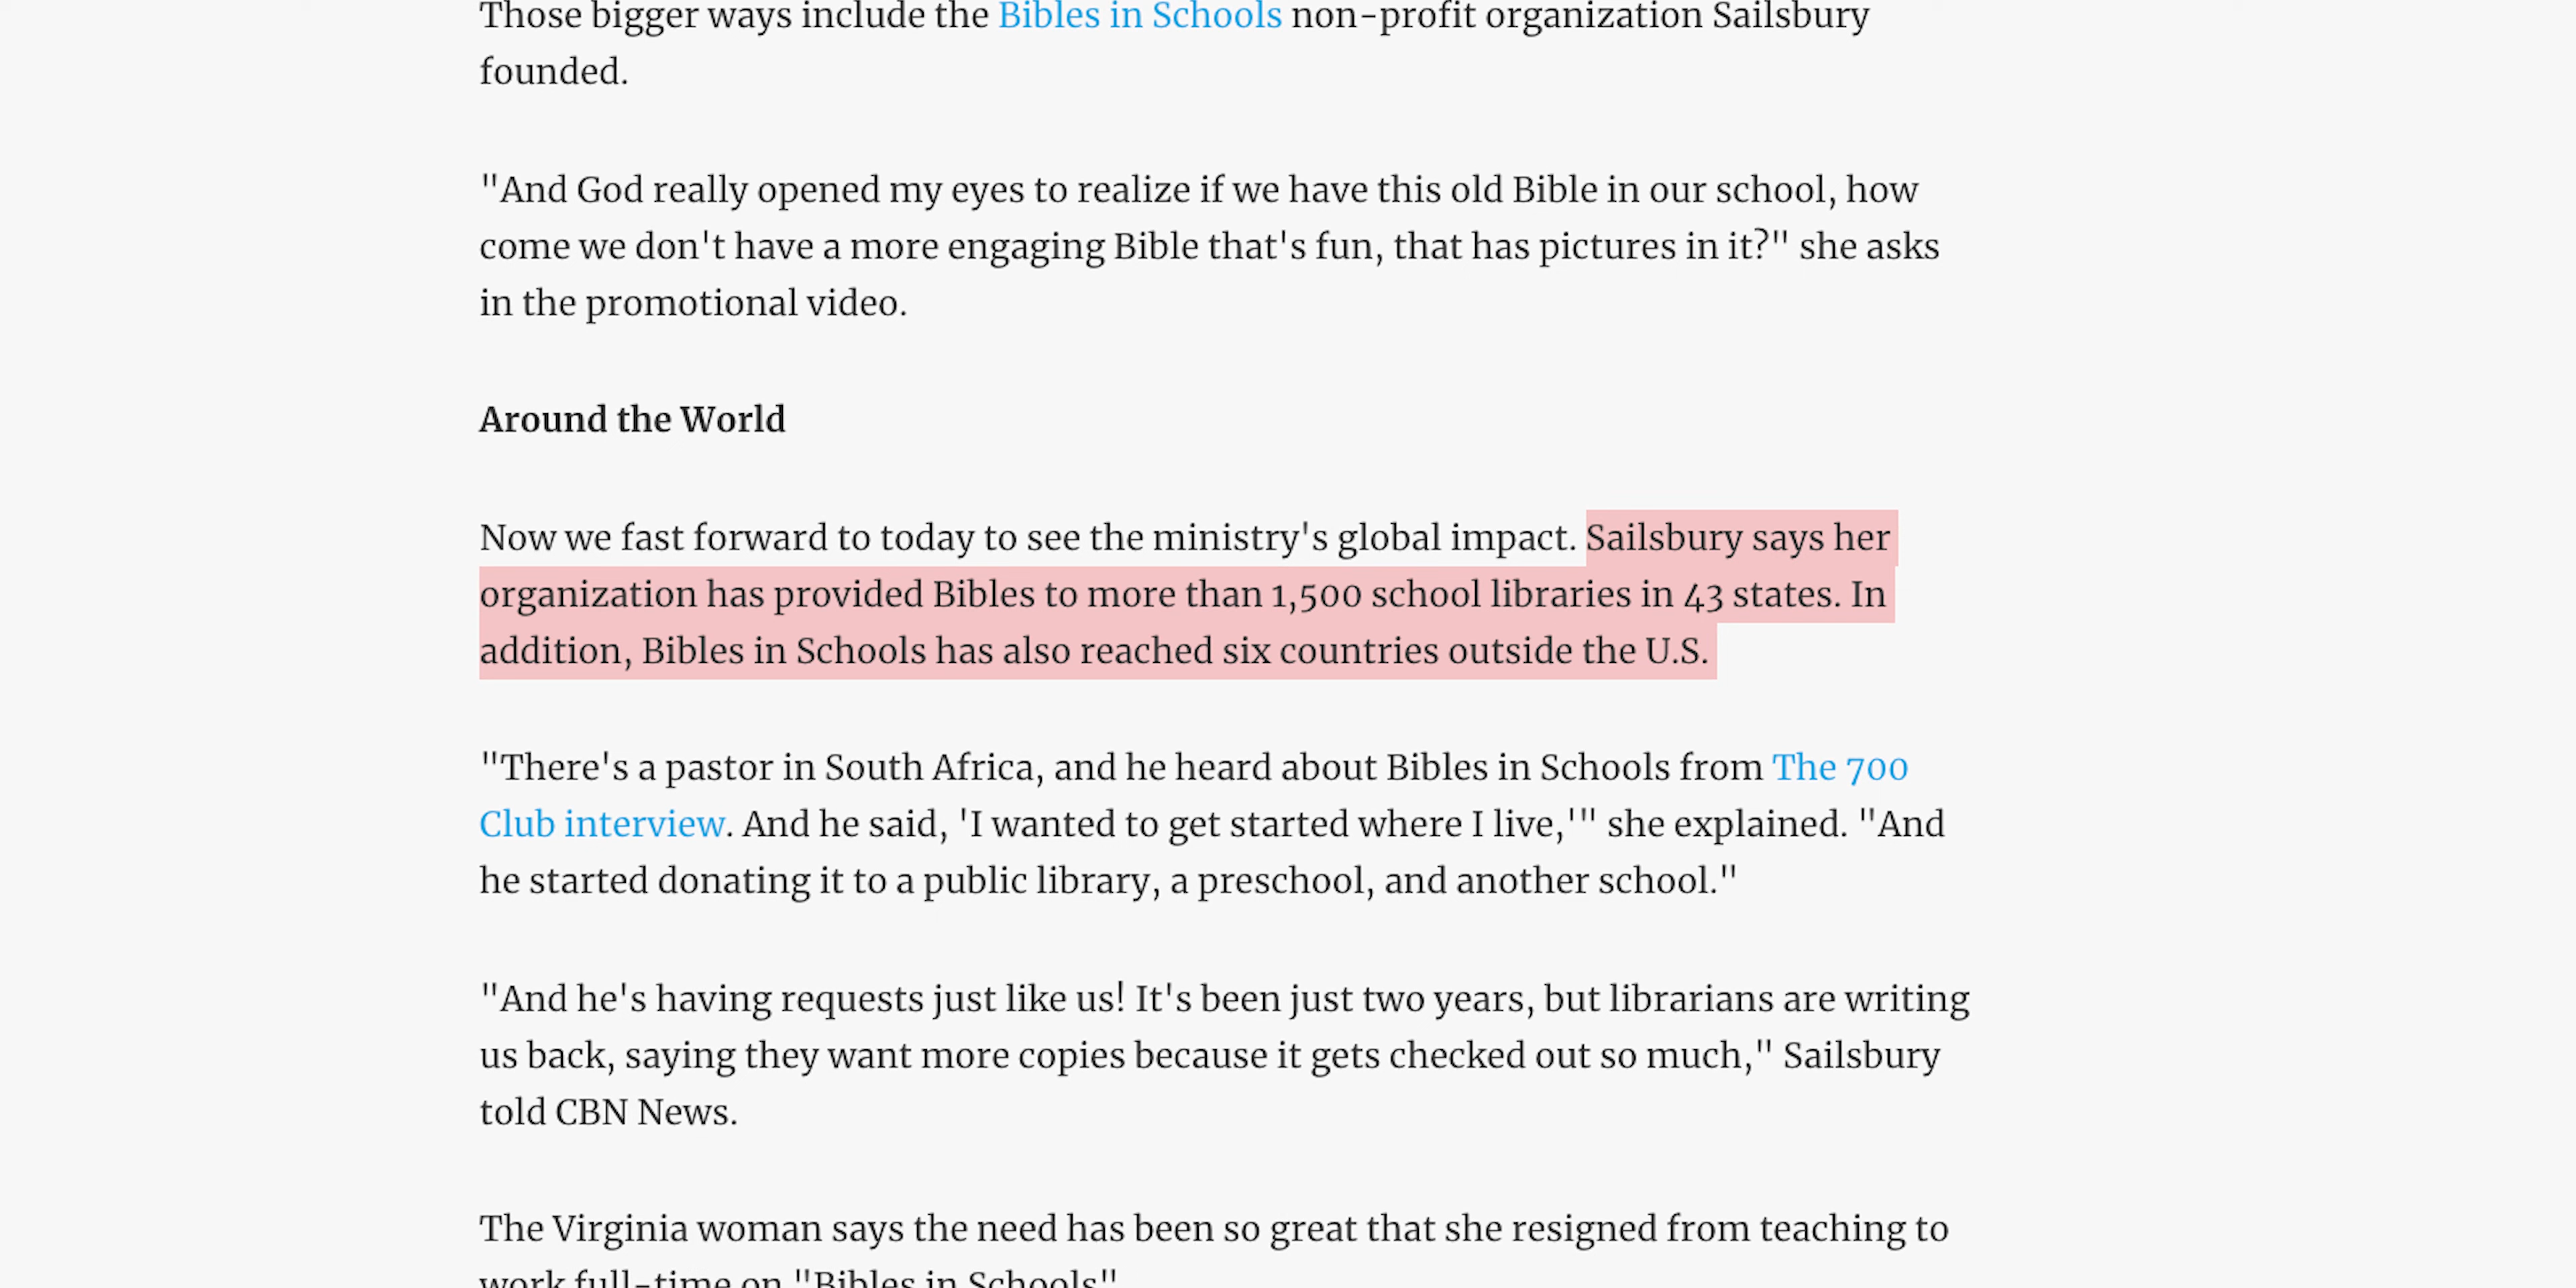 Those bigger ways include the Bibles in Schools non-profit organization Sailsbury
founded.
"And God really opened my eyes to realize if we have this old Bible in our school, how
come we don't have a more engaging Bible that's fun, that has pictures in it?" she asks
in the promotional video.
Around the World
Now we fast forward to today to see the ministry's global impact. Sailsbury says her
organization has provided Bibles to more than 1,500 school libraries in 43 states. In
addition, Bibles in Schools has also reached six countries outside the U.S.
"There's a pastor in South Africa, and he heard about Bibles in Schools from The 700
Club interview. And he said, 'I wanted to get started where I live,'" she explained. "And
he started donating it to a public library, a preschool, and another school."
"And he's having requests just like us! It's been just two years, but librarians are writing
us back, saying they want more copies because it gets checked out so much," Sailsbury
told CBN News.
The Virginia woman says the need has been so great that she resigned from teaching to
work full-time on "Bibles in Schools"